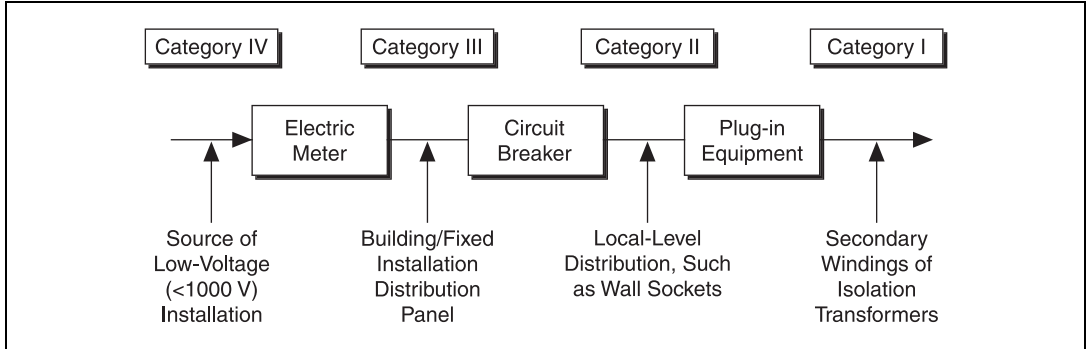 Category IV
Category III
Category II
Category I
Electric
Meter
Circuit
Breaker
Plug-in
Equipment
Source of
Low-Voltage
(<1000 V)
Installation
Building/Fixed
Installation
Distribution
Panel
Local-Level
Distribution, Such
as Wall Sockets
Secondary
Windings of
Isolation
Transformers